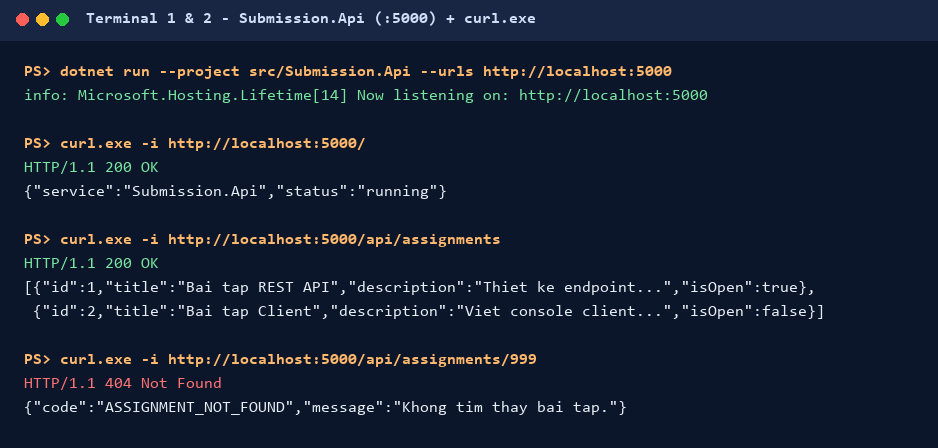 Terminal 1 & 2 - Submission.Api (:5000) + curl.exe
PS> dotnet run --project src/Submission.Api --urls http://localhost:5000
info: Microsoft.Hosting.Lifetime[14] Now listening on: http://localhost:5000
PS> curl.exe -i http://localhost:5000/
HTTP/1.1 200 OK
{"service":"Submission.Api","status":"running"}
PS> curl.exe -i http://localhost:5000/api/assignments
HTTP/1.1 200 OK
[{"id":1,"title":"Bai tap REST API","description":"Thiet ke endpoint...","isOpen":true},
{"id":2,"title":"Bai tap Client","description":"Viet console client...","isOpen":false}]
PS> curl.exe -i http://localhost:5000/api/assignments/999
HTTP/1.1 404 Not Found
{"code":"ASSIGNMENT_NOT_FOUND","message":"Khong tim thay bai tap."}